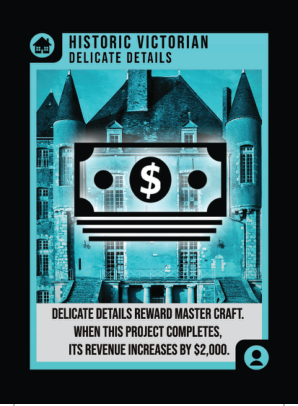 HISTORIC VICTORIAN
DELICATE DETAILS
$
DELICATE DETAILS REWARD MASTER CRAFT.
WHEN THIS PROJECT COMPLETES,
ITS REVENUE INCREASES BY $2,000.